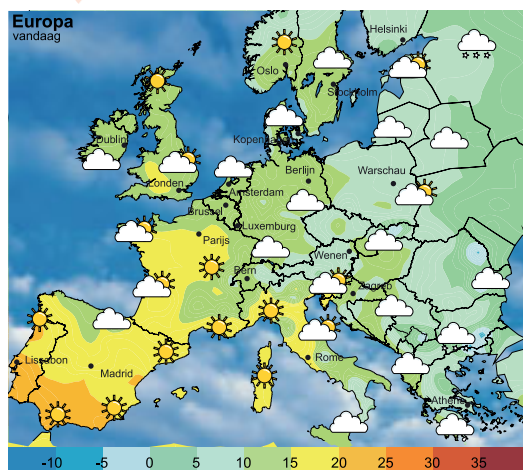 Europa
vandaag
Helsinki
Oslo
Stockholm
Dublin
Kopenhagen
Londen
Berlijn
Warschau
Amsterdam
Brussel
Luxemburg
Parijs
Wenen
Bern
Zagreb
Lissabon
Madrid
Rome
Athene
-10 -5 0 5 10 15 20 25 30 35